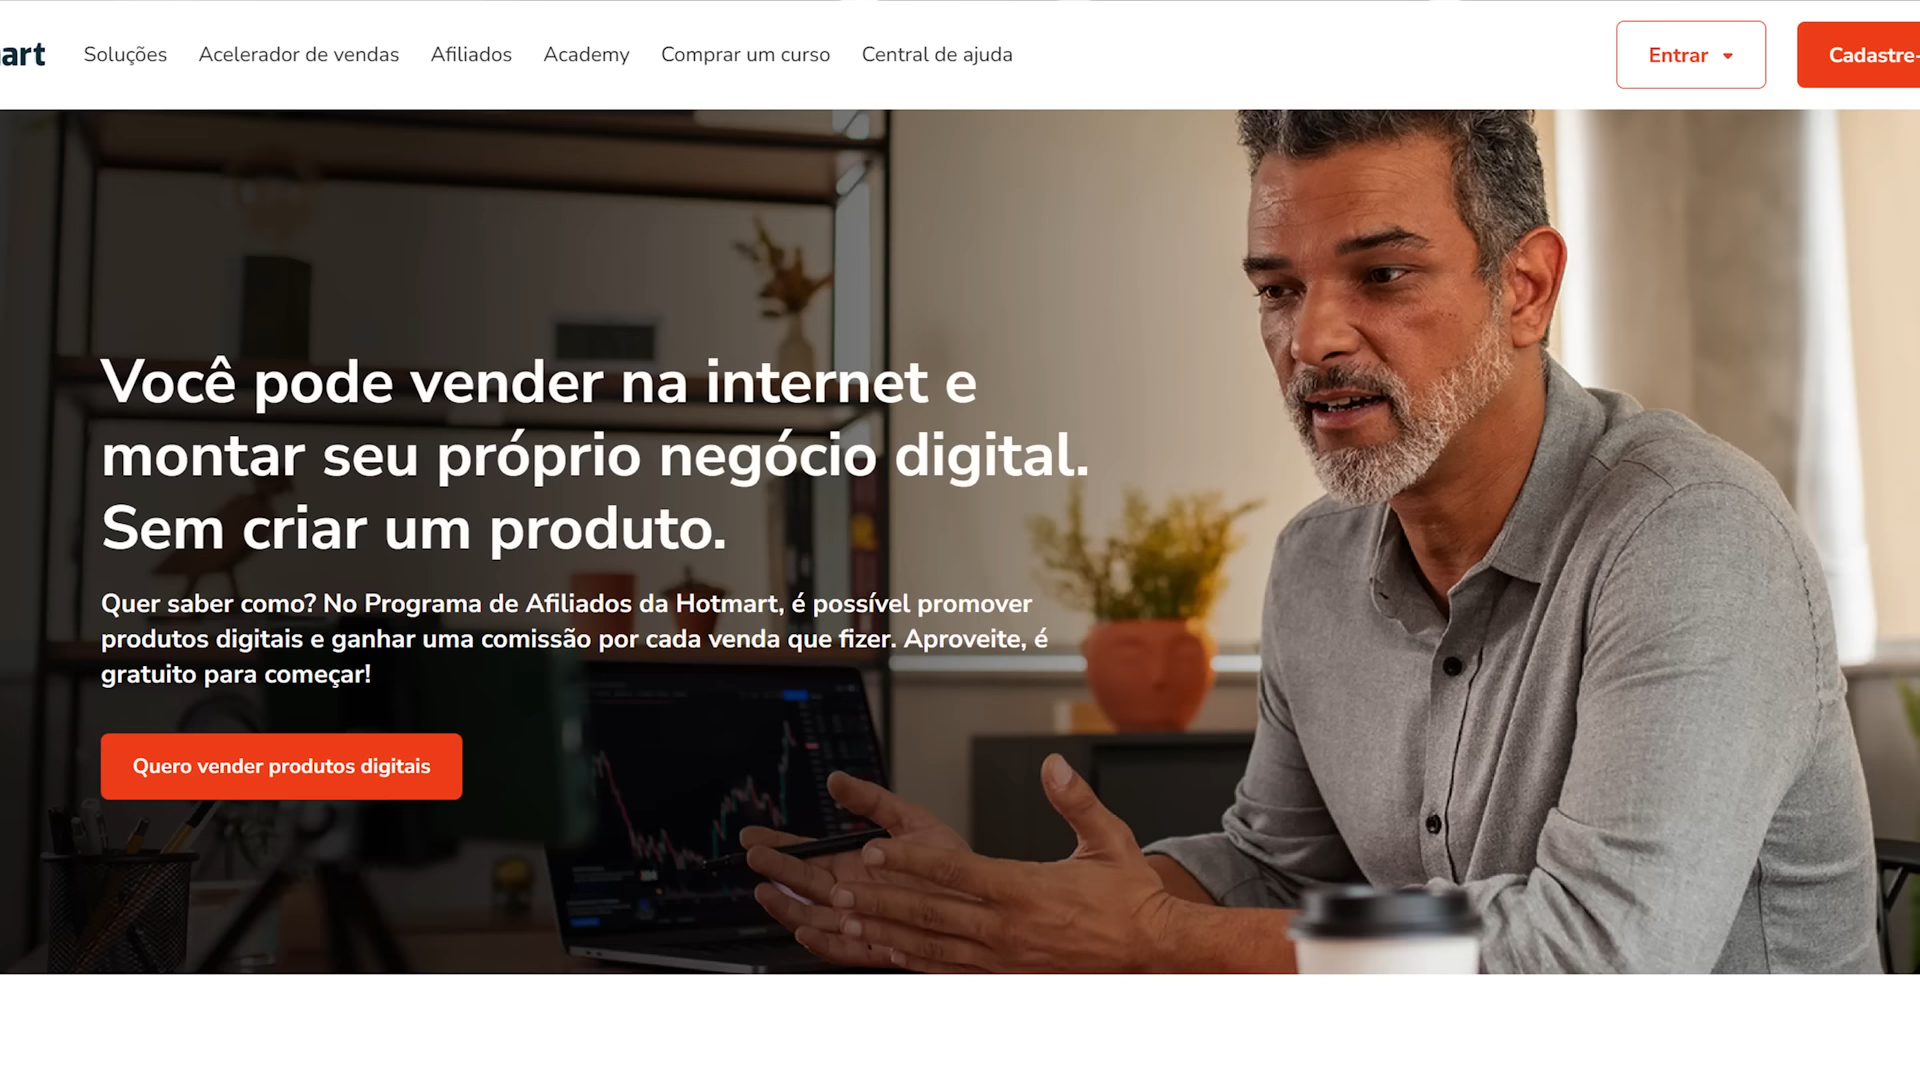 art
Soluções
Acelerador de vendas
Afiliados
Academy
Comprar um curso
Central de ajuda
Entrar
Cadastre-
Você pode vender na internet e
montar seu próprio negócio digital.
Sem criar um produto.
Quer saber como? No Programa de Afiliados da Hotmart, é possível promover
produtos digitais e ganhar uma comissão por cada venda que fizer. Aproveite, é
gratuito para começar!
Quero vender produtos digitais